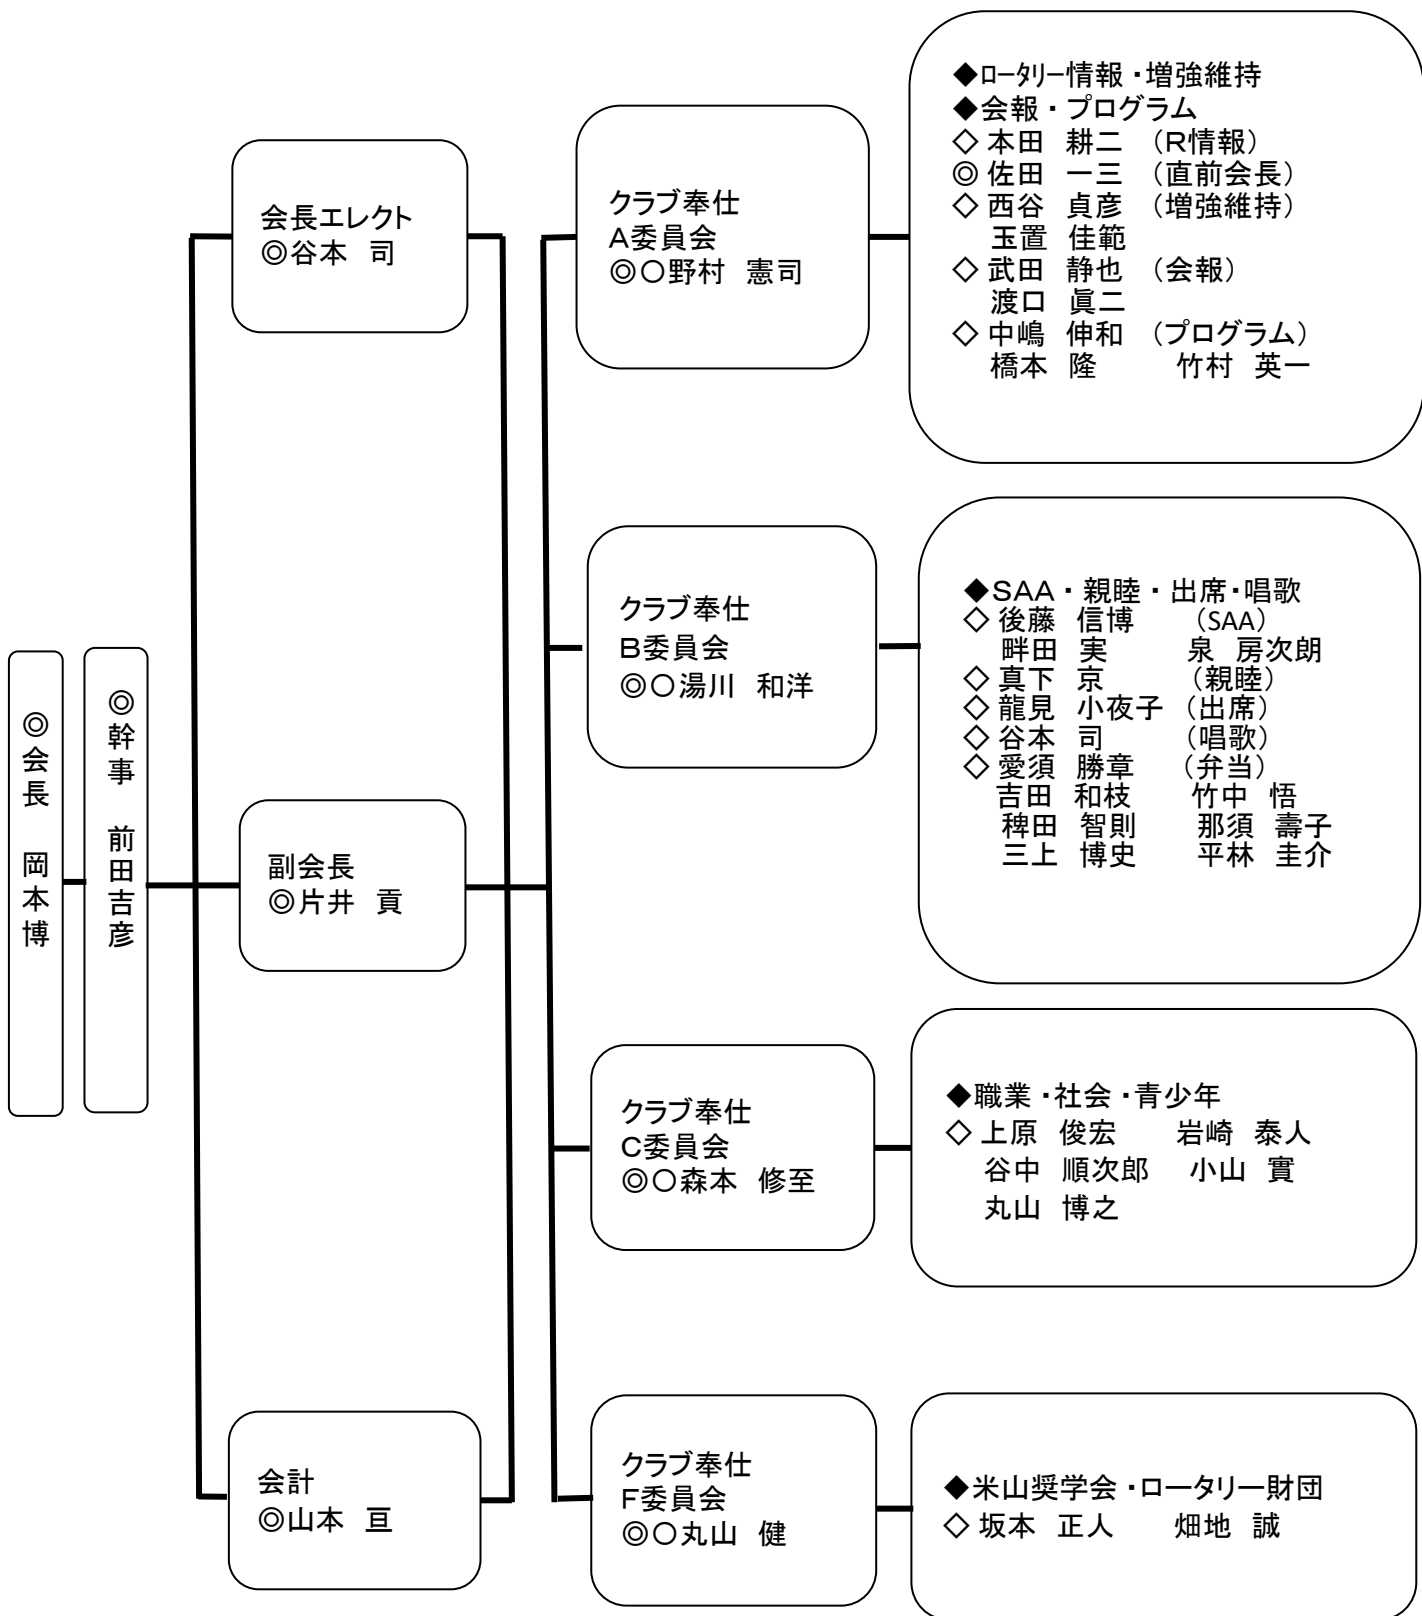 ◎会長　岡本博
◎幹事　前田吉彦
会長エレクト
◎谷本　司
副会長
◎片井　貢
会計
◎山本　亘
クラブ奉仕
A委員会
◎○野村　憲司
◆ロータリー情報・増強維持
◆会報・プログラム
◇本田　耕二　（R情報）
◎佐田　一三　（直前会長）
◇西谷　貞彦　（増強維持）
玉置　佳範
◇武田　静也　（会報）
渡口　眞二
◇中嶋　伸和　（プログラム）
橋本　隆　　　竹村　英一
クラブ奉仕
B委員会
◎○湯川　和洋
◆SAA・親睦・出席・唱歌
◇後藤　信博　　（SAA）
畔田　実　　　泉　房次朗
◇真下　京　　　（親睦）
◇龍見　小夜子　（出席）
◇谷本　司　　　（唱歌）
◇愛須　勝章　　（弁当）
吉田　和枝　　竹中　悟
稗田　智則　　那須　壽子
三上　博史　　平林　圭介
クラブ奉仕
C委員会
◎○森本　修至
◆職業・社会・青少年
◇上原　俊宏　　岩崎　泰人
谷中　順次郎　小山　實
丸山　博之
クラブ奉仕
F委員会
◎○丸山　健
◆米山奨学会・ロータリー財団
◇坂本　正人　　畑地　誠